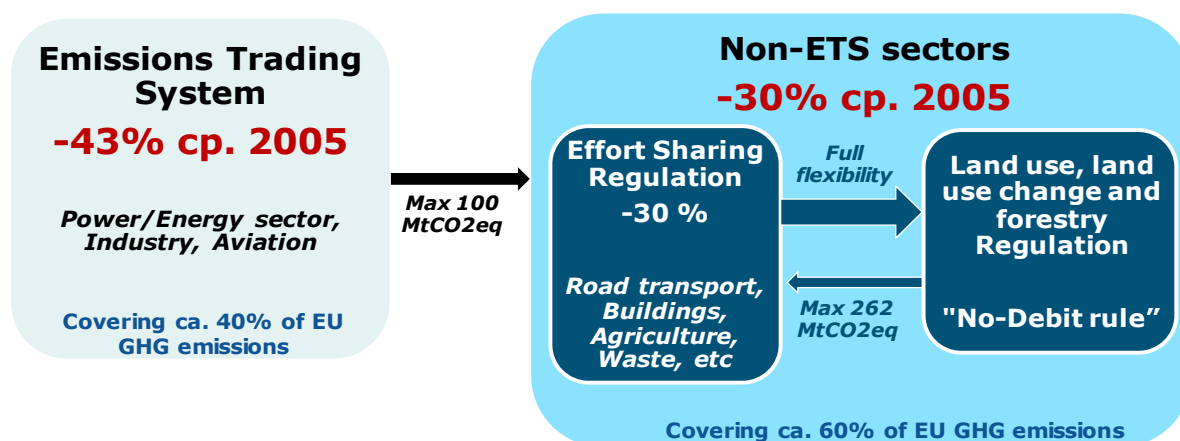 Emissions Trading
System
-43% cp. 2005
Power/Energy sector,
Industry, Aviation
Covering ca. 40% of EU
GHG emissions
Max 100
MtCO2eq
Non-ETS sectors
-30% cp. 2005
Effort Sharing
Regulation
-30 %
Road transport,
Buildings,
Agriculture,
Waste, etc
Full
flexibility
Max 262
MtCO2eq
Land use, land
use change and
forestry
Regulation
"No-Debit rule”
Covering ca. 60% of EU GHG emissions